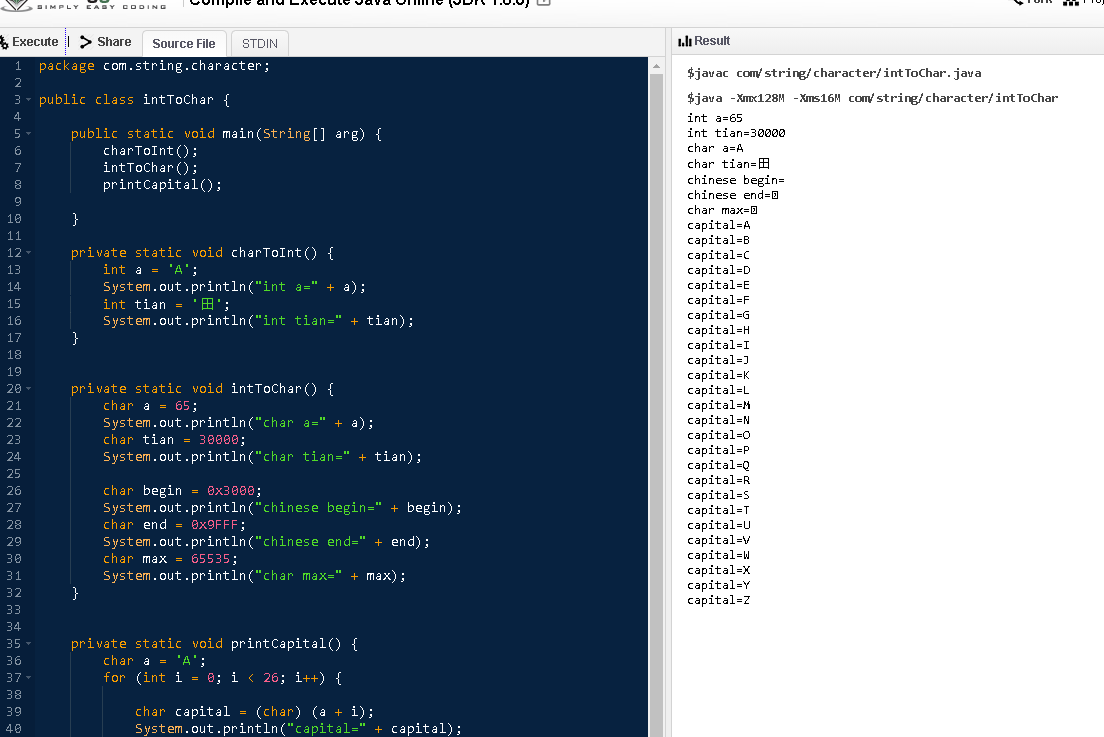 SIMPLY EASY CODING
Compile and Execute Java Online (JDK 1.8.0)
Fork
Execute | Share Source File STDIN
1 package com.string.character;
2
3 public class intToChar {
4
5 public static void main(String[] arg) {
6 charToInt();
7 intToChar();
8 printCapital();
9
10 }
11
12 private static void charToInt() {
13 int a = 'A';
14 System.out.println("int a=" + a);
15 int tian = '田';
16 System.out.println("int tian=" + tian);
17 }
18
19
20 private static void intToChar() {
21 char a = 65;
22 System.out.println("char a=" + a);
23 char tian = 30000;
24 System.out.println("char tian=" + tian);
25
26 char begin = 0x3000;
27 System.out.println("chinese begin=" + begin);
28 char end = 0x9FFF;
29 System.out.println("chinese end=" + end);
30 char max = 65535;
31 System.out.println("char max=" + max);
32 }
33
34
35 private static void printCapital() {
36 char a = 'A';
37 for (int i = 0; i < 26; i++) {
38
39 char capital = (char) (a + i);
40 System.out.println("capital=" + capital);
Result
$javac com/string/character/intToChar.java
$java -Xmx128M -Xms16M com/string/character/intToChar
int a=65
int tian=30000
char a=A
char tian=田
chinese begin=
chinese end=
char max=
capital=A
capital=B
capital=C
capital=D
capital=E
capital=F
capital=G
capital=H
capital=I
capital=J
capital=K
capital=L
capital=M
capital=N
capital=O
capital=P
capital=Q
capital=R
capital=S
capital=T
capital=U
capital=V
capital=W
capital=X
capital=Y
capital=Z